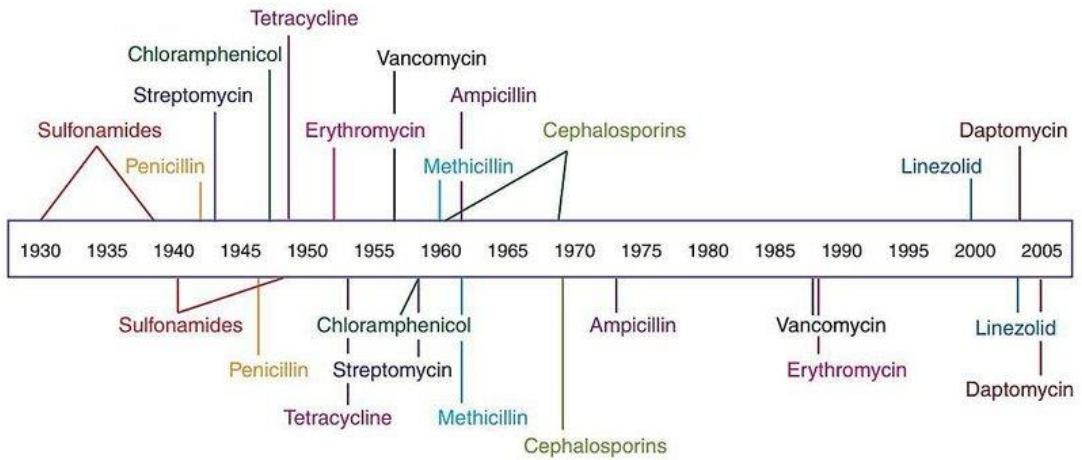 Tetracycline
Chloramphenicol Vancomycin
Streptomycin Ampicillin
Sulfonamides Erythromycin Cephalosporins Daptomycin
Penicillin Methicillin Linezolid
1930 1935 1940 1945 1950 1955 1960 1965 1970 1975 1980 1985 1990 1995 2000 2005
Sulfonamides Chloramphenicol Ampicillin Vancomycin Linezolid
Penicillin Streptomycin Erythromycin
Daptomycin
Tetracycline Methicillin
Cephalosporins